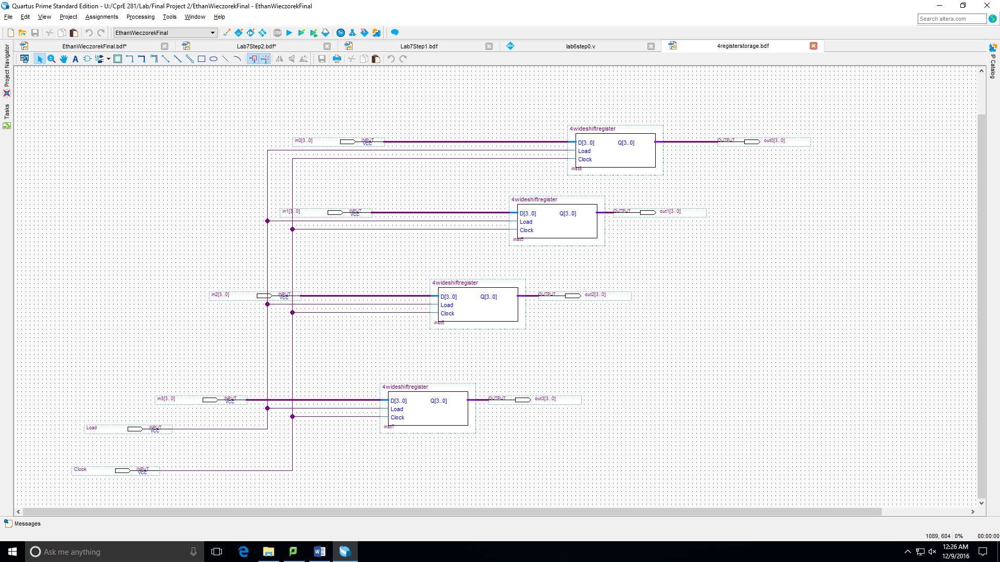 Quartus Prime Standard Edition - U:/CprE 281/Lab/Final Project 2/EthanWieczorekFinal - EthanWieczorekFinal
File Edit View Project Assignments Processing Tools Window Help
Search altera.com
EthanWieczorekFinal
STOP
EthanWieczorekFinal.bdf*
Lab7Step2.bdf*
Lab7Step1.bdf
abc
lab6step0.v
4registerstorage.bdf
Project Navigator
Tasks
IP Catalog
4wideshiftregister
in0[3..0] INPUT VCC
D[3..0] Q[3..0]
Load
Clock
inst8
OUTPUT out0[3..0]
4wideshiftregister
in1[3..0] INPUT VCC
D[3..0] Q[3..0]
Load
Clock
inst5
OUTPUT out1[3..0]
4wideshiftregister
in2[3..0] INPUT VCC
D[3..0] Q[3..0]
Load
Clock
inst6
OUTPUT out2[3..0]
4wideshiftregister
in3[3..0] INPUT VCC
D[3..0] Q[3..0]
Load
Clock
inst7
OUTPUT out3[3..0]
Load INPUT VCC
Clock INPUT VCC
Messages
1089, 604 0% 00:00:00
Ask me anything
12:26 AM
12/9/2016